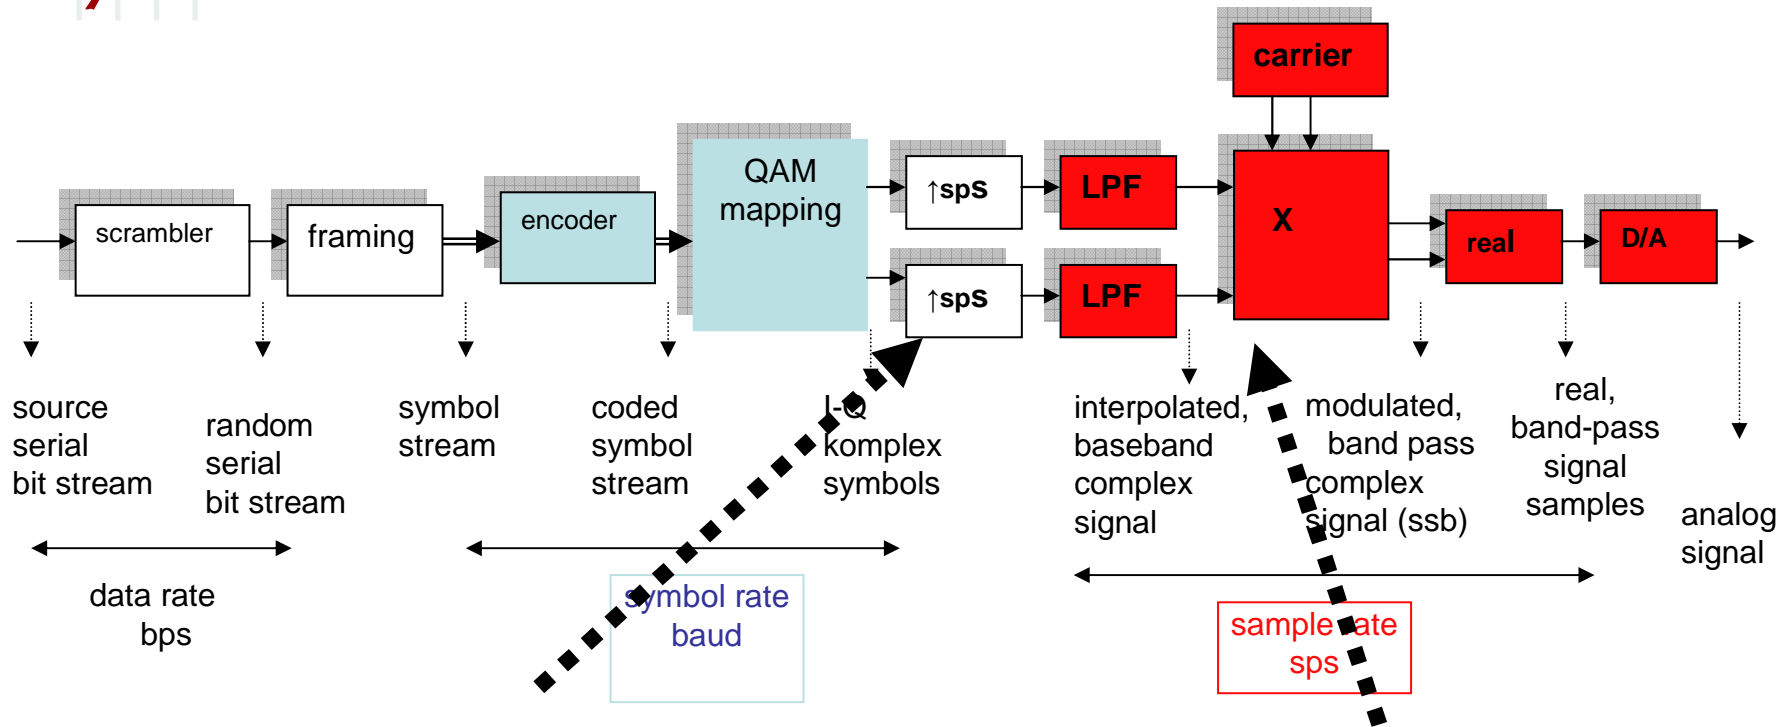 carrier
scrambler
framing
encoder
QAM
mapping
↑sps
LPF
↑sps
LPF
X
real
D/A
source
serial
bit stream
random
serial
bit stream
symbol
stream
coded
symbol
stream
I-Q
komplex
symbols
interpolated,
baseband
complex
signal
modulated,
band pass
complex
signal (ssb)
real,
band-pass
signal
samples
analog
signal
data rate
bps
symbol rate
baud
sample rate
sps